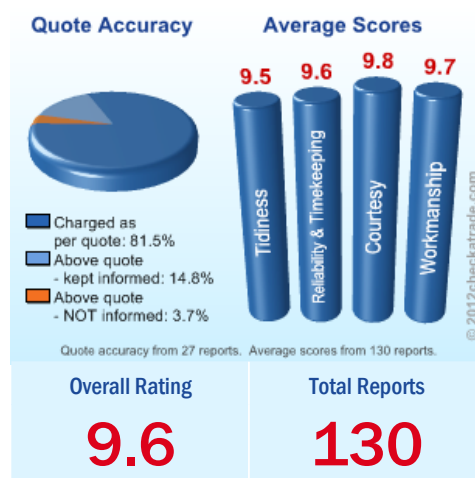 Quote Accuracy
Average Scores
9.5
9.6
9.8
9.7
Tidiness
Reliability & Timekeeping
Courtesy
Workmanship
Charged as
per quote: 81.5%
Above quote
- kept informed: 14.8%
Above quote
- NOT informed: 3.7%
© 2012checkatrade.com
Quote accuracy from 27 reports. Average scores from 130 reports.
Overall Rating
9.6
Total Reports
130